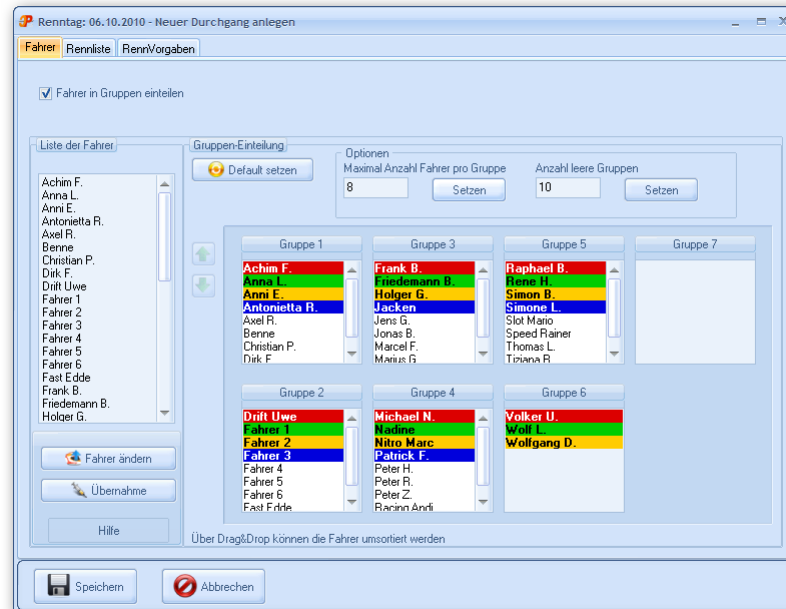 Renntag: 06.10.2010 - Neuer Durchgang anlegen
Fahrer Rennliste RennVorgaben
Fahrer in Gruppen einteilen
Liste der Fahrer
Achim F.
Anna L.
Anni E.
Antonietta R.
Axel R.
Benne
Christian P.
Dirk F.
Drift Uwe
Fahrer 1
Fahrer 2
Fahrer 3
Fahrer 4
Fahrer 5
Fahrer 6
Fast Edde
Frank B.
Friedemann B.
Holger G.
Fahrer ändern
Übernahme
Hilfe
Gruppen-Einteilung
Default setzen
Optionen
Maximal Anzahl Fahrer pro Gruppe
8
Setzen
Anzahl leere Gruppen
10
Setzen
Gruppe 1
Achim F.
Anna L.
Anni E.
Antonietta R.
Axel R.
Benne
Christian P.
Dirk F.
Gruppe 3
Frank B.
Friedemann B.
Holger G.
Jacken
Jens G.
Jonas B.
Marcel F.
Marius G.
Gruppe 5
Raphael B.
Rene H.
Simon B.
Simone L.
Slot Mario
Speed Rainer
Thomas L.
Tiziana R.
Gruppe 7
Gruppe 2
Drift Uwe
Fahrer 1
Fahrer 2
Fahrer 3
Fahrer 4
Fahrer 5
Fahrer 6
Fast Edde
Gruppe 4
Michael N.
Nadine
Nitro Marc
Patrick F.
Peter H.
Peter R.
Peter Z.
Racing Andi
Gruppe 6
Volker U.
Wolf L.
Wolfgang D.
Über Drag&Drop können die Fahrer umsortiert werden
Speichern
Abbrechen